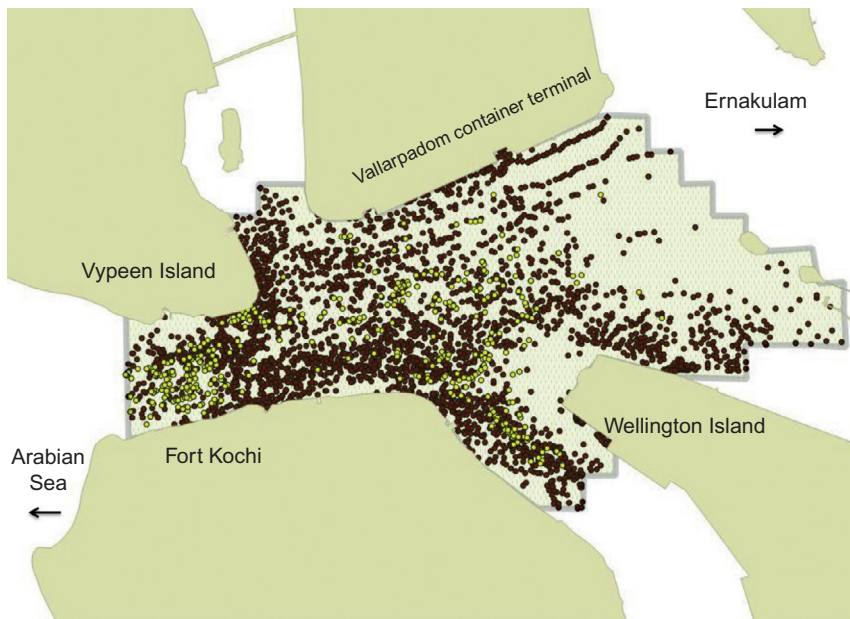 Vallarpadom container terminal
Ernakulam
Vypeen Island
Wellington Island
Fort Kochi
Arabian
Sea